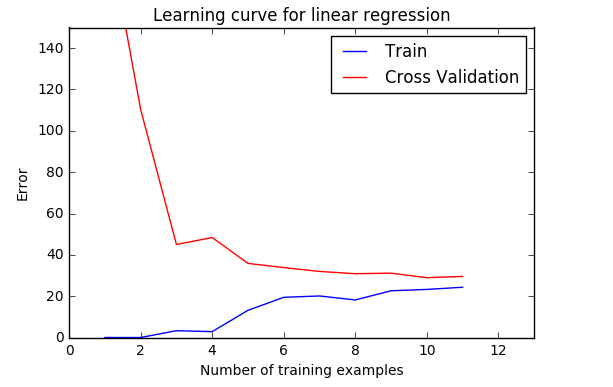 Learning curve for linear regression
Train
Cross Validation
140
120
100
80
60
40
20
0
Error
0 2 4 6 8 10 12
Number of training examples